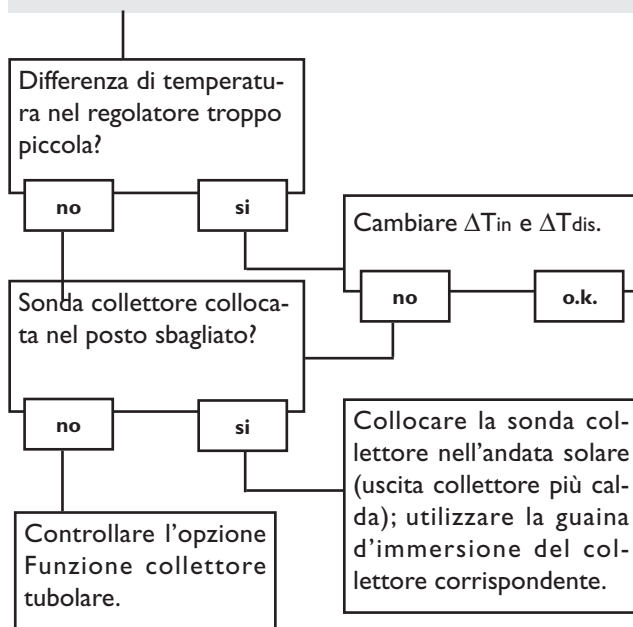 Differenza di temperatu-
ra nel regolatore troppo
piccola?
no
si
Cambiare ΔTin e ΔTdis.
no
o.k.
Sonda collettore colloca-
ta nel posto sbagliato?
no
si
Collocare la sonda col-
lettore nell'andata solare
(uscita collettore più cal-
da); utilizzare la guaina
d'immersione del col-
lettore corrispondente.
Controllare l'opzione
Funzione collettore
tubolare.